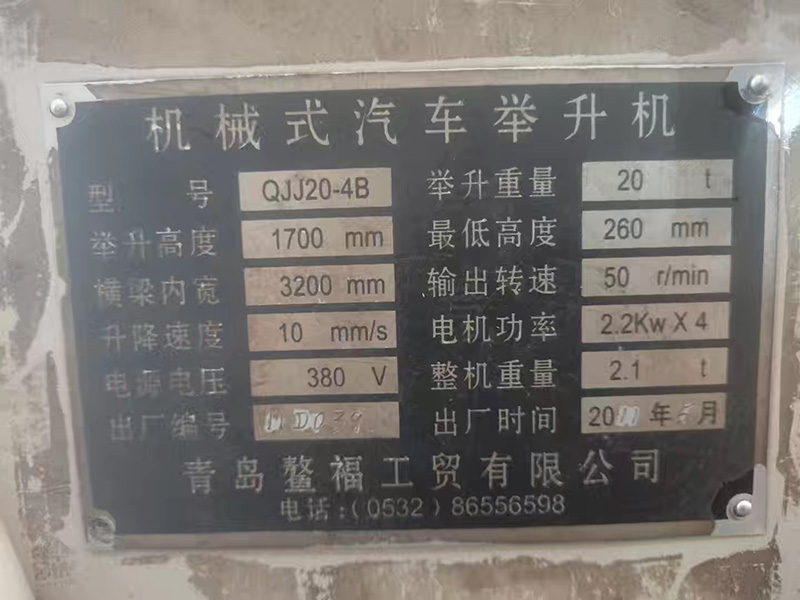 机械式汽车举升机
型 号 QJJ20-4B 举升重量 20 t
举升高度 1700 mm 最低高度 260 mm
横梁内宽 3200 mm 输出转速 50 r/min
升降速度 10 mm/s 电机功率 2.2Kw X 4
电源电压 380 V 整机重量 2.1 t
出厂编号 出厂时间 20 年 月
青岛鳌福工贸有限公司
电话:(0532)86556598